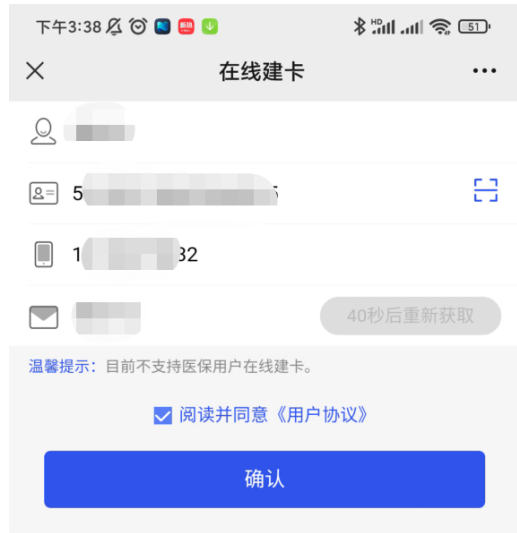 下午3:38 HD 51
在线建卡
5
1 32
40秒后重新获取
温馨提示：目前不支持医保用户在线建卡。
阅读并同意《用户协议》
确认